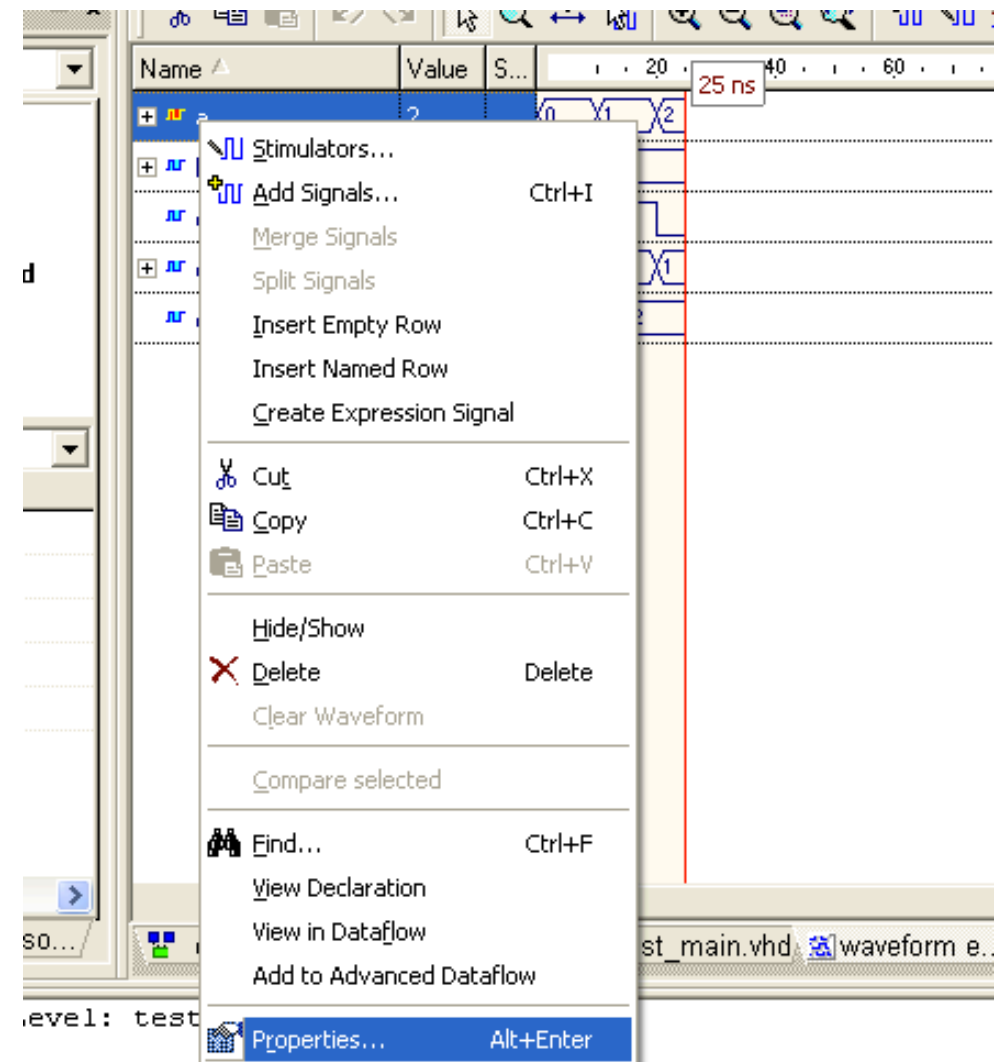 Name Value S... 20 40 60
25 ns
a 2 0 1 2
Stimulators...
Add Signals... Ctrl+I
Merge Signals
Split Signals
1
d
Insert Empty Row
2
Insert Named Row
Create Expression Signal
Cut Ctrl+X
Copy Ctrl+C
Paste Ctrl+V
Hide/Show
Delete Delete
Clear Waveform
Compare selected
Find... Ctrl+F
View Declaration
View in Dataflow
so... st_main.vhd waveform e...
Add to Advanced Dataflow
evel: test
Properties... Alt+Enter